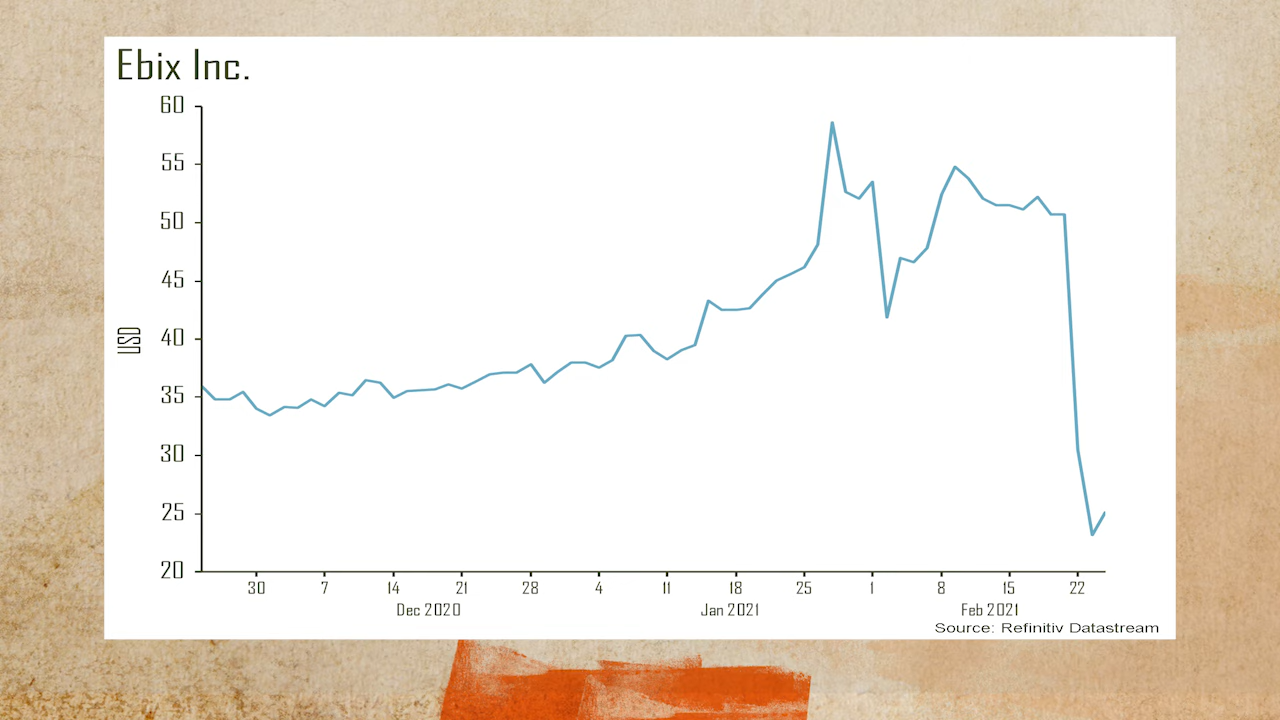 Ebix Inc.
60
55
50
45
40
35
30
25
20
USD
30 7 14 21 28 4 11 18 25 1 8 15 22
Dec 2020 Jan 2021 Feb 2021
Source: Refinitiv Datastream